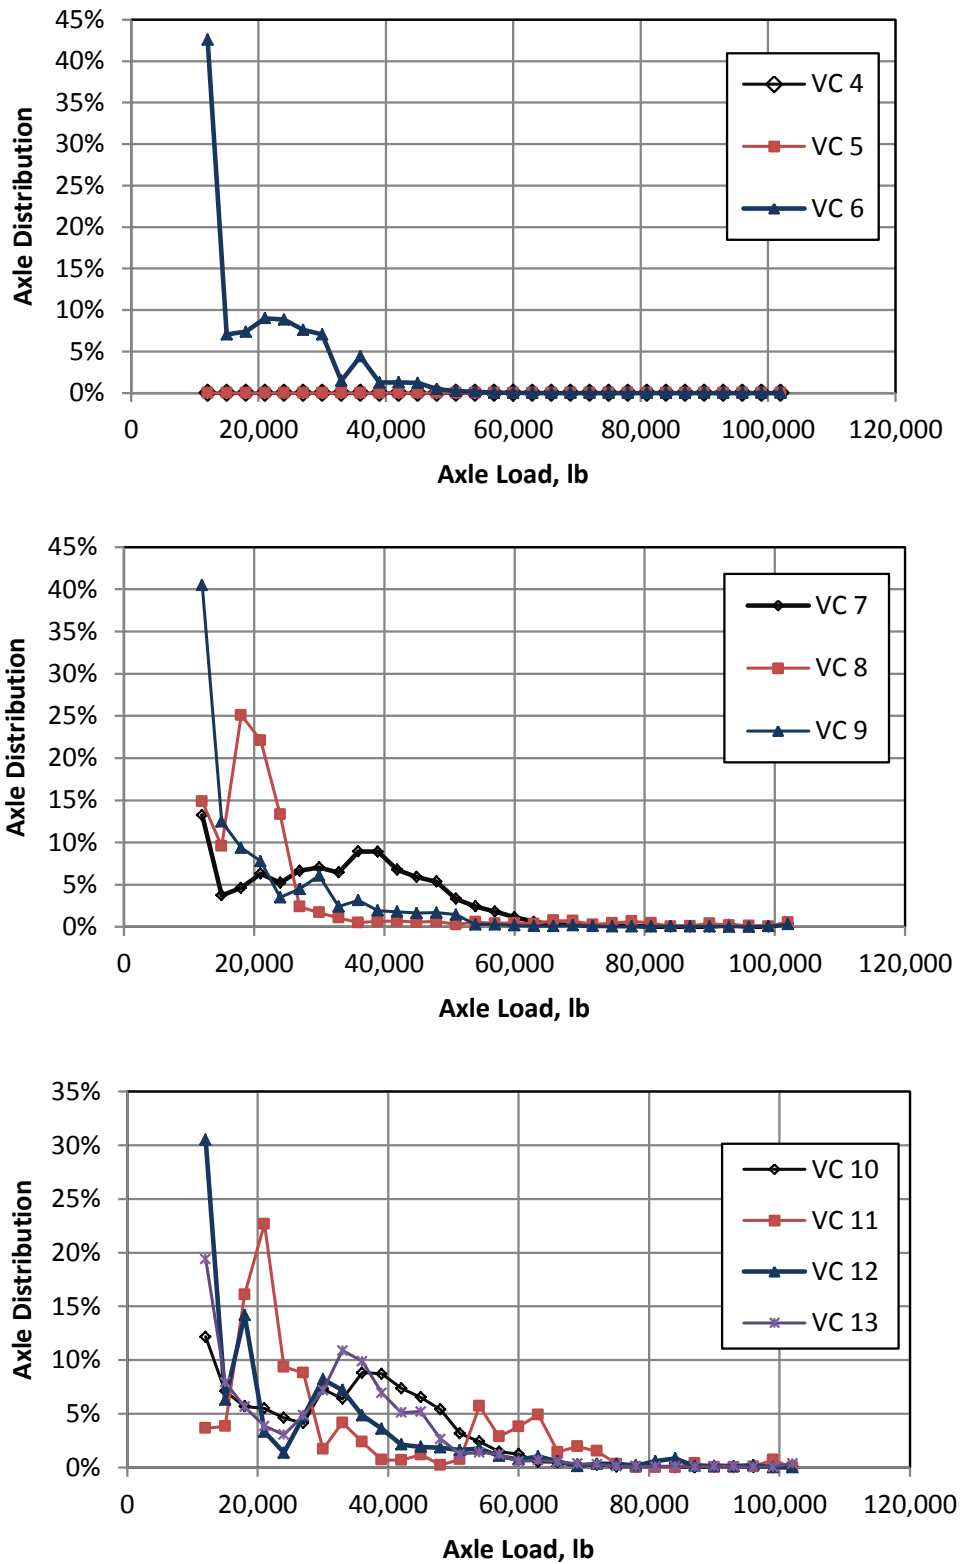 45%
40%
35%
30%
25%
20%
15%
10%
5%
0%
Axle Distribution
VC 4
VC 5
VC 6
0 20,000 40,000 60,000 80,000 100,000 120,000
Axle Load, lb
45%
40%
35%
30%
25%
20%
15%
10%
5%
0%
Axle Distribution
VC 7
VC 8
VC 9
0 20,000 40,000 60,000 80,000 100,000 120,000
Axle Load, lb
35%
30%
25%
20%
15%
10%
5%
0%
Axle Distribution
VC 10
VC 11
VC 12
VC 13
0 20,000 40,000 60,000 80,000 100,000 120,000
Axle Load, lb